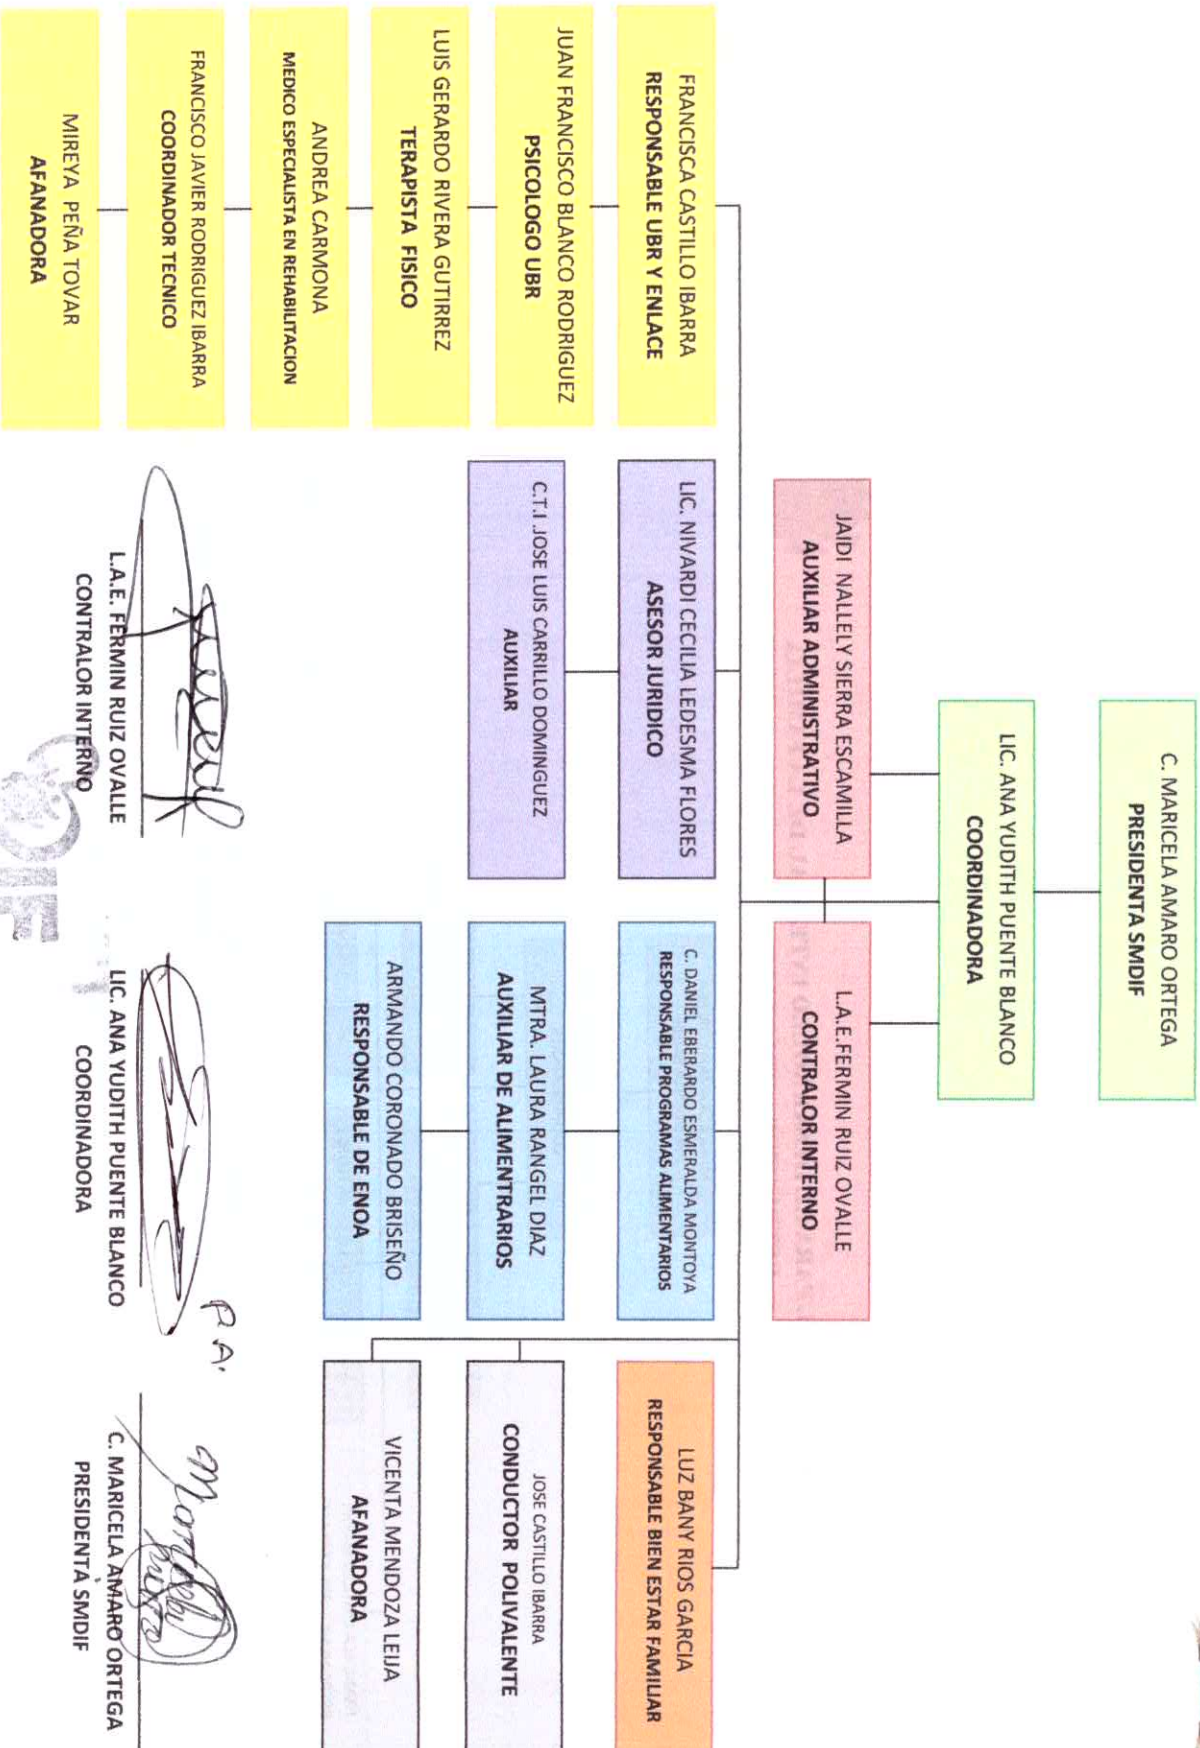 C. MARICELA AMARO ORTEGA
PRESIDENTA SMDIF
LIC. ANA YUDITH PUENTE BLANCO
COORDINADORA
JAIDI NALLELY SIERRA ESCAMILLA
AUXILIAR ADMINISTRATIVO
L.A.E.FERMIN RUIZ OVALLE
CONTRALOR INTERNO
FRANCISCA CASTILLO IBARRA
RESPONSABLE UBR Y ENLACE
LIC. NIVARDI CECILIA LEDESMA FLORES
ASESOR JURIDICO
C. DANIEL EBERARDO ESMERALDA MONTOYA
RESPONSABLE PROGRAMAS ALIMENTARIOS
LUZ BANY RIOS GARCIA
RESPONSABLE BIEN ESTAR FAMILIAR
JUAN FRANCISCO BLANCO RODRIGUEZ
PSICOLOGO UBR
C.T.I .JOSE LUIS CARRILLO DOMINGUEZ
AUXILIAR
MTRA. LAURA RANGEL DIAZ
AUXILIAR DE ALIMENTRARIOS
JOSE CASTILLO IBARRA
CONDUCTOR POLIVALENTE
LUIS GERARDO RIVERA GUTIRREZ
TERAPISTA FISICO
ARMANDO CORONADO BRISEÑO
RESPONSABLE DE ENOA
VICENTA MENDOZA LEIJA
AFANADORA
ANDREA CARMONA
MEDICO ESPECIALISTA EN REHABILITACION
FRANCISCO JAVIER RODRIGUEZ IBARRA
COORDINADOR TECNICO
MIREYA PEÑA TOVAR
AFANADORA
P.A.
L.A.E. FERMIN RUIZ OVALLE
CONTRALOR INTERNO
LIC. ANA YUDITH PUENTE BLANCO
COORDINADORA
C. MARICELA AMARO ORTEGA
PRESIDENTA SMDIF
DIF